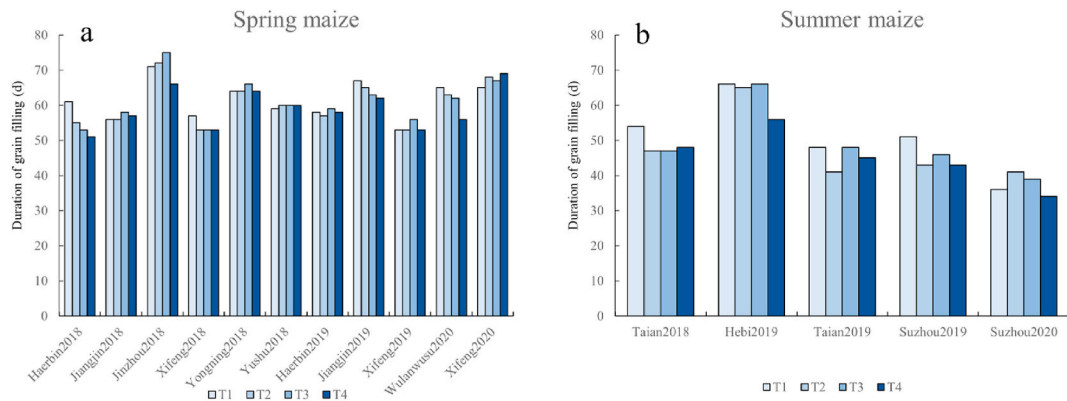 Spring maize
a
Duration of grain filling (d)
80
70
60
50
40
30
20
10
0
Haerbin2018
Jiangjin2018
Jinzhou2018
Xifeng2018
Yongning2018
Yushu2018
Haerbin2019
Jiangjin2019
Xifeng2019
Wulanwusu2020
Xifeng2020
T1 T2 T3 T4
Summer maize
b
Duration of grain filling (d)
80
70
60
50
40
30
20
10
0
Taian2018 Hebi2019 Taian2019 Suzhou2019 Suzhou2020
T1 T2 T3 T4